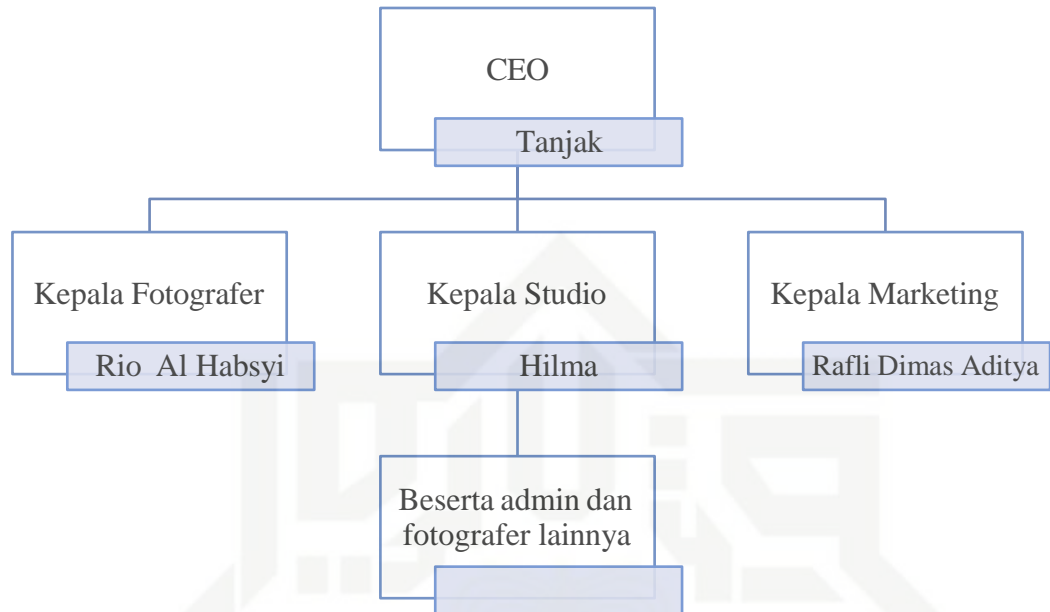 CEO
Tanjak
Kepala Fotografer
Rio Al Habsyi
Kepala Studio
Hilma
Kepala Marketing
Rafli Dimas Aditya
Beserta admin dan
fotografer lainnya